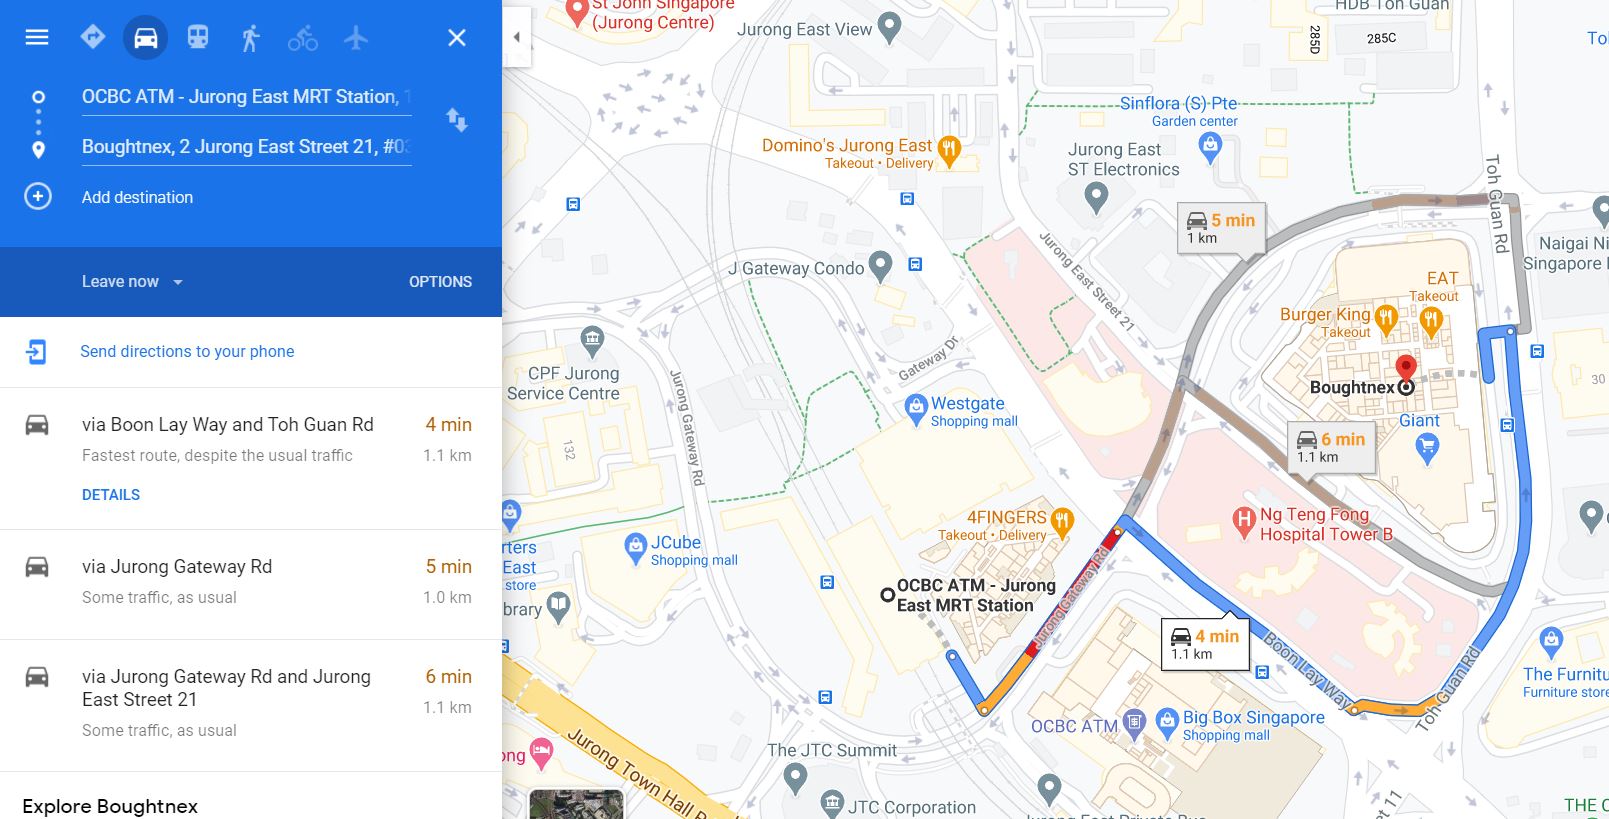 OCBC ATM - Jurong East MRT Station,
Boughtnex, 2 Jurong East Street 21,
Add destination
Leave now
OPTIONS
Send directions to your phone
via Boon Lay Way and Toh Guan Rd
4 min
Fastest route, despite the usual traffic
1.1 km
DETAILS
via Jurong Gateway Rd
5 min
Some traffic, as usual
1.0 km
via Jurong Gateway Rd and Jurong
East Street 21
6 min
1.1 km
Some traffic, as usual
Explore Boughtnex
St John Singapore
(Jurong Centre)
Jurong East View
HDB Toh Guan
285D
285C
Sinflora (S) Pte
Garden center
Domino's Jurong East
Takeout • Delivery
Jurong East
ST Electronics
Toh Guan Rd
5 min
1 km
Naigai
Singapore
J Gateway Condo
Jurong East Street 21
EAT
Takeout
Burger King
Takeout
CPF Jurong
Service Centre
Gateway Dr
Boughtnex
30
Jurong Gateway Rd
Westgate
Shopping mall
Giant
6 min
1.1 km
132
4FINGERS
Takeout • Delivery
Ng Teng Fong
Hospital Tower B
JCube
Shopping mall
East
store
OCBC ATM - Jurong
East MRT Station
Jurong Gateway Rd
4 min
1.1 km
Boon Lay Way
Toh Guan Rd
The
Furniture store
OCBC ATM
Big Box Singapore
Shopping mall
Jurong Town Hall
The JTC Summit
JTC Corporation
THE